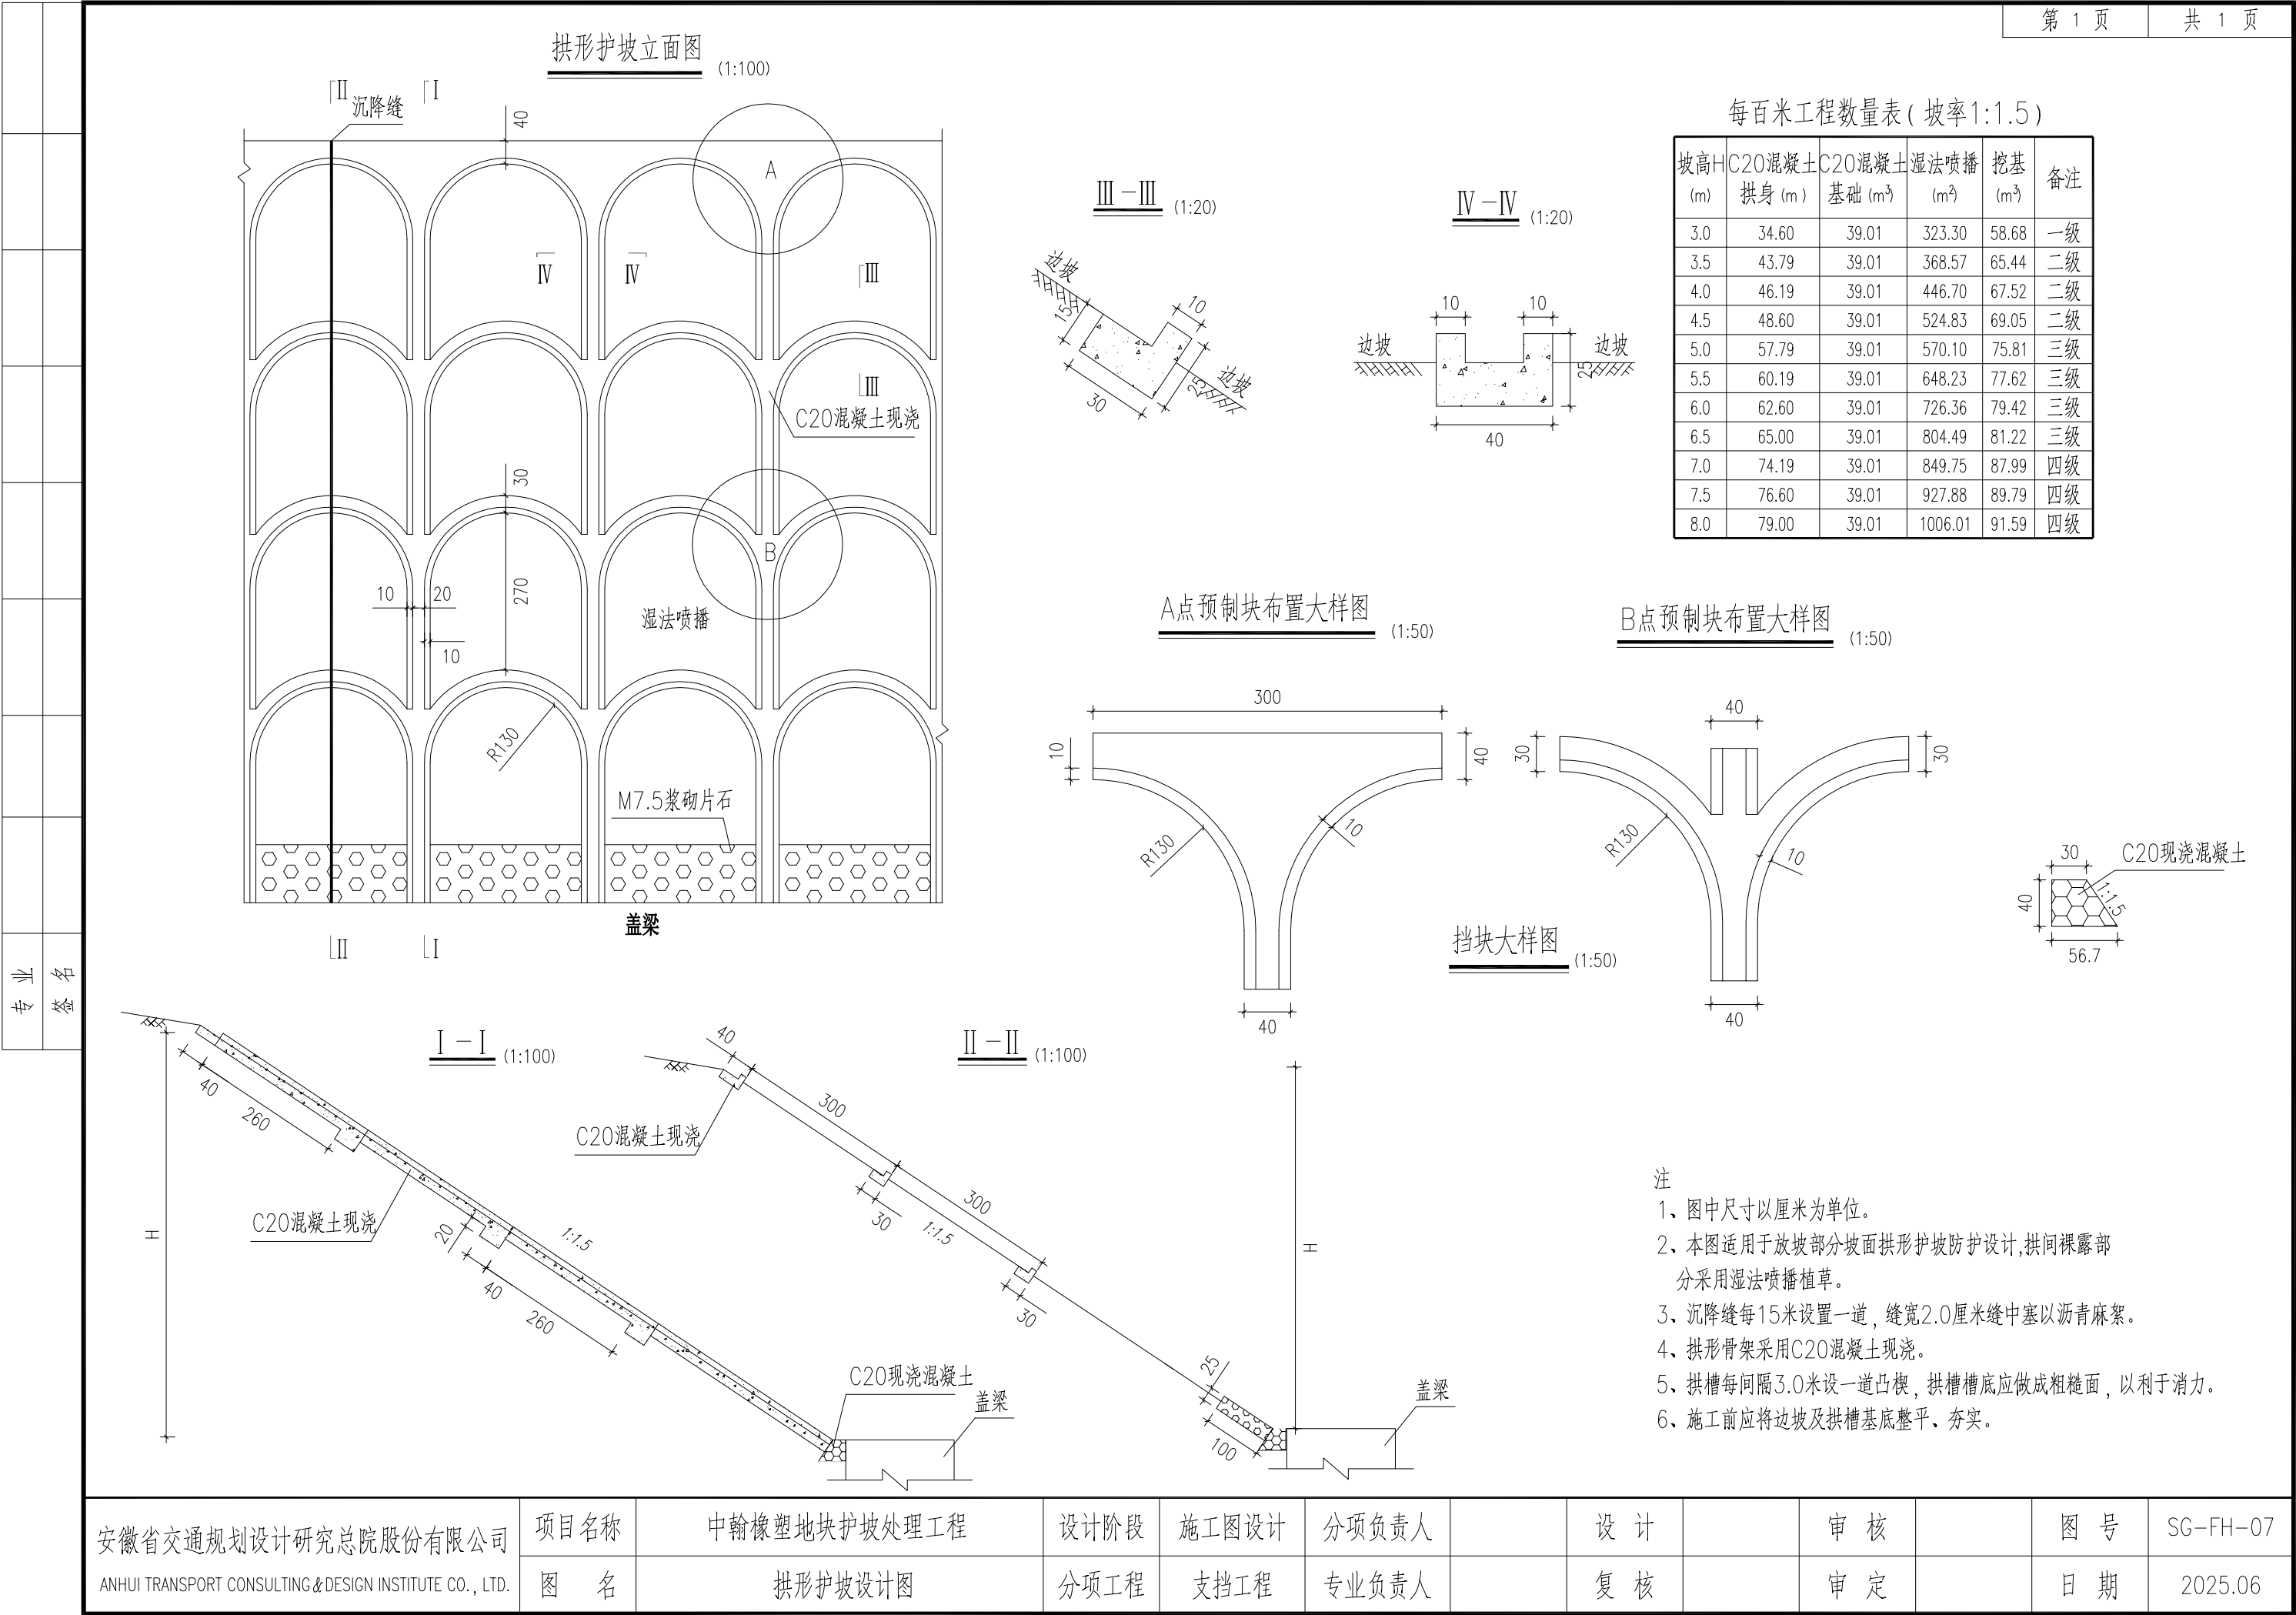 第 1 页 共 1 页
拱形护坡立面图 (1:100)
II I
沉降缝
40
A
IV IV III
III
C20混凝土现浇
30
B
10 20
270
湿法喷播
10
R130
M7.5浆砌片石
盖梁
II I
III-III (1:20)
边坡
15
10
30
25
边坡
IV-IV (1:20)
10 10
边坡 边坡
25
40
每百米工程数量表(坡率1:1.5)
坡高H(m) C20混凝土拱身(m) C20混凝土基础(m³) 湿法喷播(m²) 挖基(m³) 备注
3.0 34.60 39.01 323.30 58.68 一级
3.5 43.79 39.01 368.57 65.44 二级
4.0 46.19 39.01 446.70 67.52 二级
4.5 48.60 39.01 524.83 69.05 二级
5.0 57.79 39.01 570.10 75.81 三级
5.5 60.19 39.01 648.23 77.62 三级
6.0 62.60 39.01 726.36 79.42 三级
6.5 65.00 39.01 804.49 81.22 三级
7.0 74.19 39.01 849.75 87.99 四级
7.5 76.60 39.01 927.88 89.79 四级
8.0 79.00 39.01 1006.01 91.59 四级
A点预制块布置大样图 (1:50)
300
10
40
R130
10
40
B点预制块布置大样图 (1:50)
40
30
30
R130
10
40
挡块大样图 (1:50)
30
C20现浇混凝土
40
1:1.5
56.7
I-I (1:100)
40
260
H
C20混凝土现浇
20
1:1.5
40
260
C20现浇混凝土
盖梁
II-II (1:100)
40
300
C20混凝土现浇
30
300
1:1.5
30
H
25
100
盖梁
注
1、图中尺寸以厘米为单位。
2、本图适用于放坡部分坡面拱形护坡防护设计,拱间裸露部
分采用湿法喷播植草。
3、沉降缝每15米设置一道,缝宽2.0厘米缝中塞以沥青麻絮。
4、拱形骨架采用C20混凝土现浇。
5、拱槽每间隔3.0米设一道凸楔,拱槽槽底应做成粗糙面,以利于消力。
6、施工前应将边坡及拱槽基底整平、夯实。
专业
签名
安徽省交通规划设计研究总院股份有限公司
ANHUI TRANSPORT CONSULTING&DESIGN INSTITUTE CO., LTD.
项目名称 中翰橡塑地块护坡处理工程 设计阶段 施工图设计 分项负责人 设 计 审 核 图 号 SG-FH-07
图 名 拱形护坡设计图 分项工程 支挡工程 专业负责人 复 核 审 定 日 期 2025.06